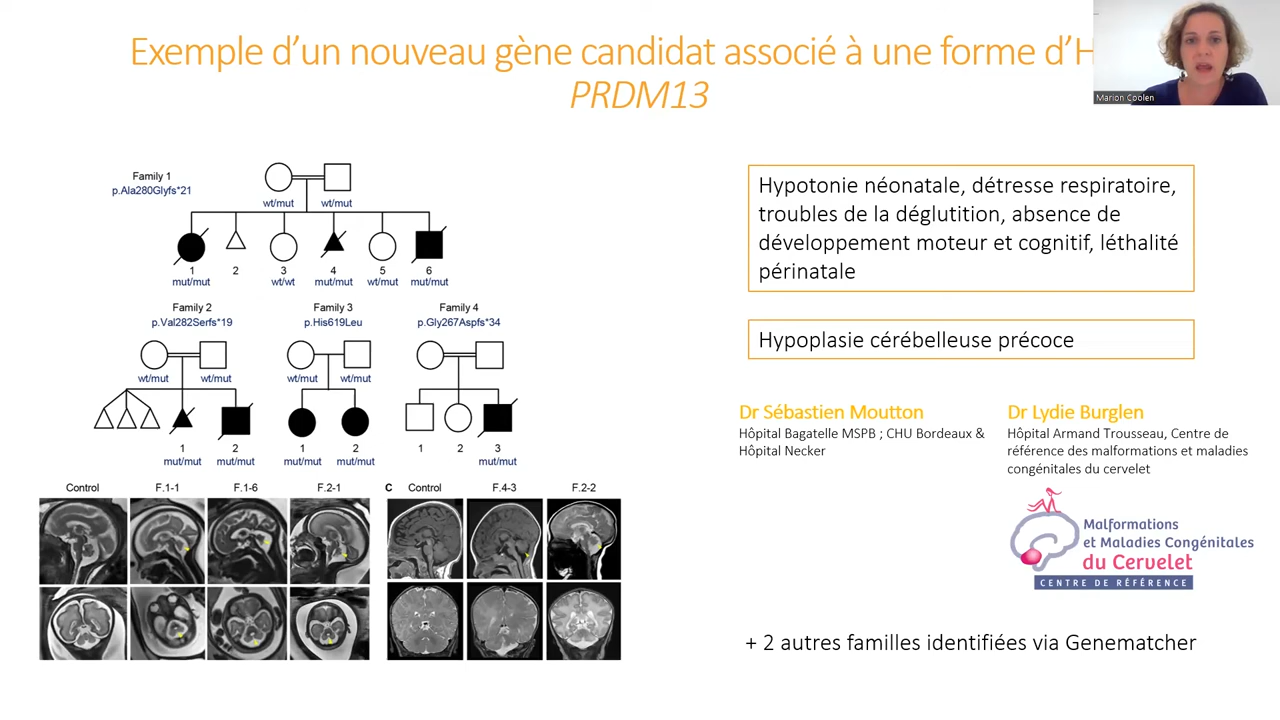 Exemple d'un nouveau gène candidat associé à une forme d'H
PRDM13
Marion Coolen
Family 1
p.Ala280Glyfs*21
wt/mut wt/mut
1 2 3 4 5 6
mut/mut wt/wt mut/mut wt/mut mut/mut
Family 2 Family 3 Family 4
p.Val282Serfs*19 p.His619Leu p.Gly267Aspfs*34
wt/mut wt/mut wt/mut wt/mut
1 2 1 2 1 2 3
mut/mut mut/mut mut/mut mut/mut mut/mut
Control F.1-1 F.1-6 F.2-1 C Control F.4-3 F.2-2
Hypotonie néonatale, détresse respiratoire,
troubles de la déglutition, absence de
développement moteur et cognitif, léthalité
périnatale
Hypoplasie cérébelleuse précoce
Dr Sébastien Moutton
Hôpital Bagatelle MSPB ; CHU Bordeaux &
Hôpital Necker
Dr Lydie Burglen
Hôpital Armand Trousseau, Centre de
référence des malformations et maladies
congénitales du cervelet
Malformations
et Maladies Congénitales
du Cervelet
CENTRE DE RÉFÉRENCE
+ 2 autres familles identifiées via Genematcher